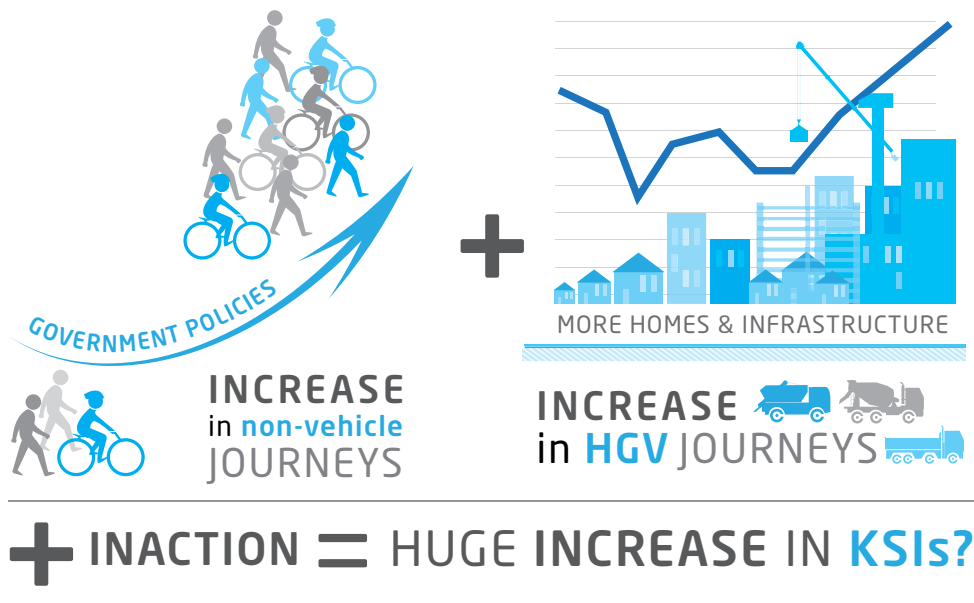 GOVERNMENT POLICIES
MORE HOMES & INFRASTRUCTURE
INCREASE
in non-vehicle
JOURNEYS
INCREASE
in HGV JOURNEYS
+ INACTION = HUGE INCREASE IN KSIs?